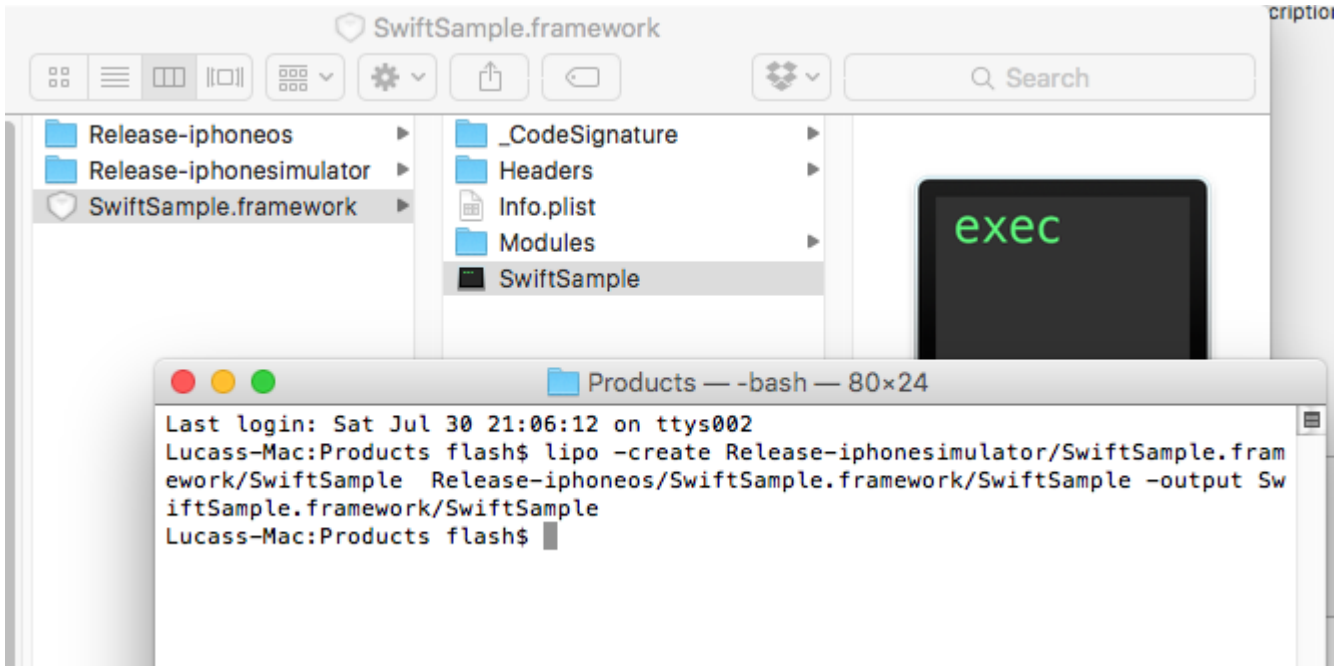 SwiftSample.framework
Search
Release-iphoneos
Release-iphonesimulator
SwiftSample.framework
_CodeSignature
Headers
Info.plist
Modules
SwiftSample
exec
Products — -bash — 80×24
Last login: Sat Jul 30 21:06:12 on ttys002
Lucass-Mac:Products flash$ lipo -create Release-iphonesimulator/SwiftSample.fram
ework/SwiftSample  Release-iphoneos/SwiftSample.framework/SwiftSample -output Sw
iftSample.framework/SwiftSample
Lucass-Mac:Products flash$